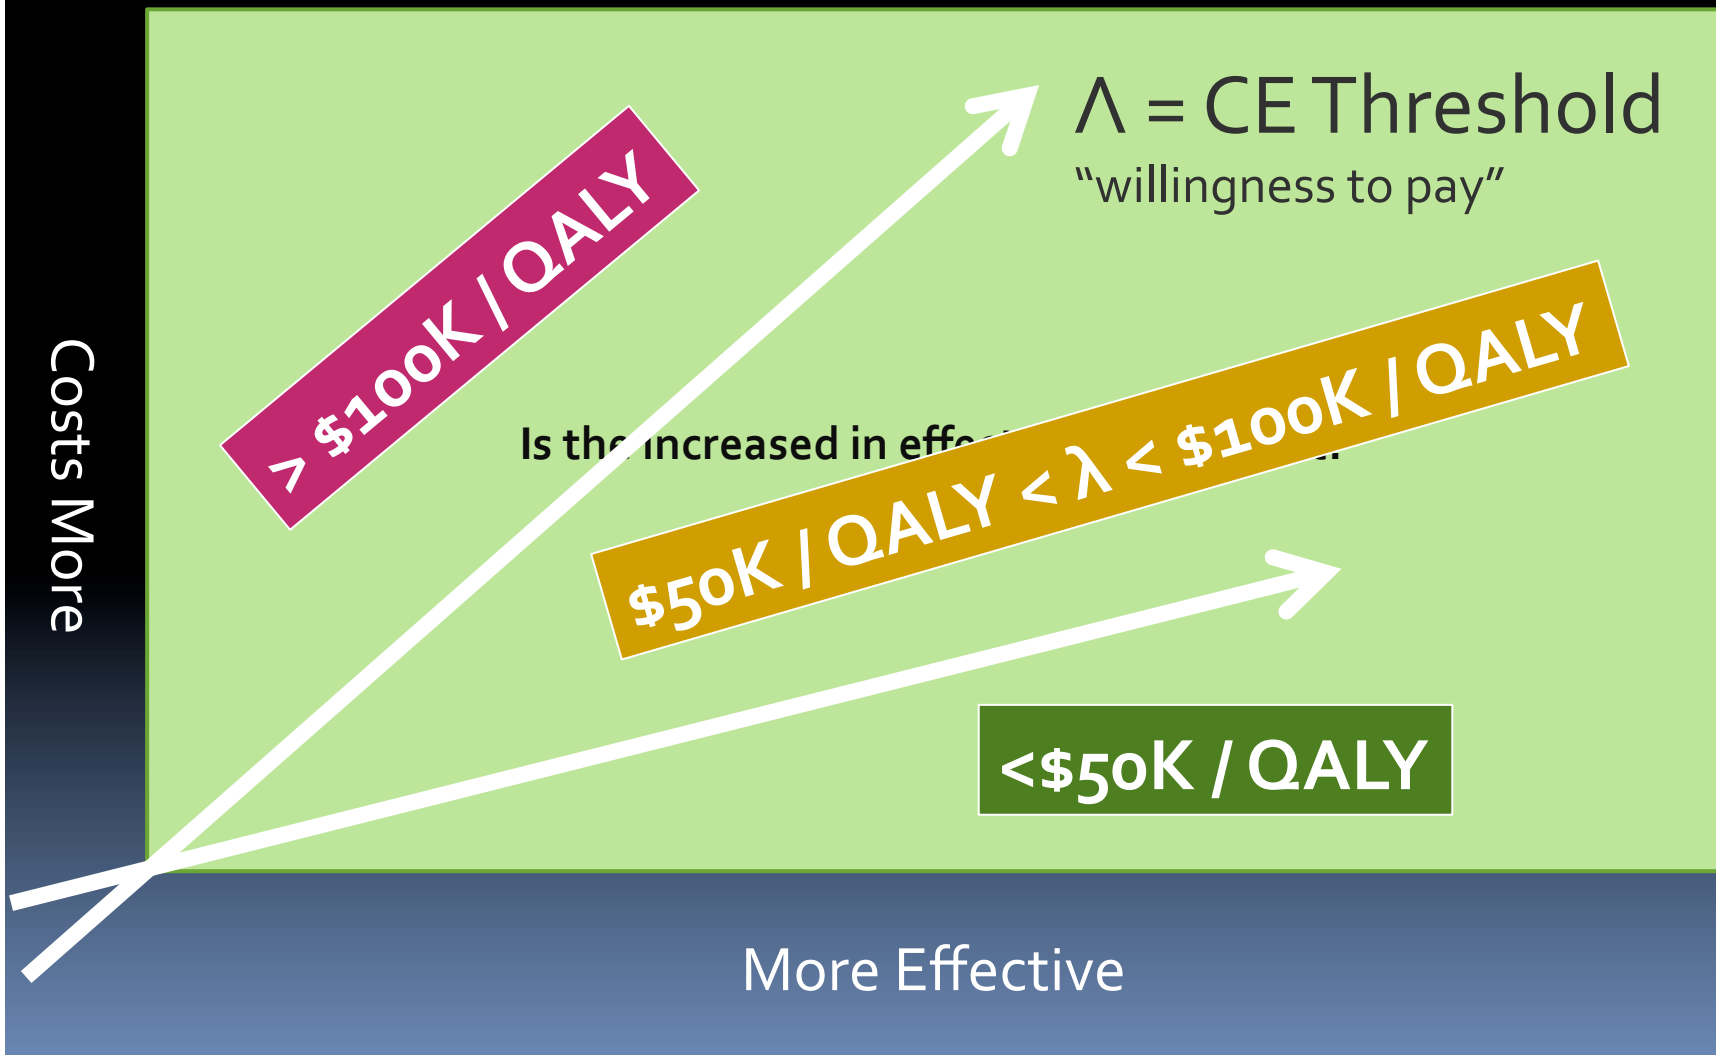 Λ = CE Threshold
“willingness to pay”
> $100K / QALY
Is the increased in
$50K / QALY < λ < $100K / QALY
<$50K / QALY
Costs More
More Effective